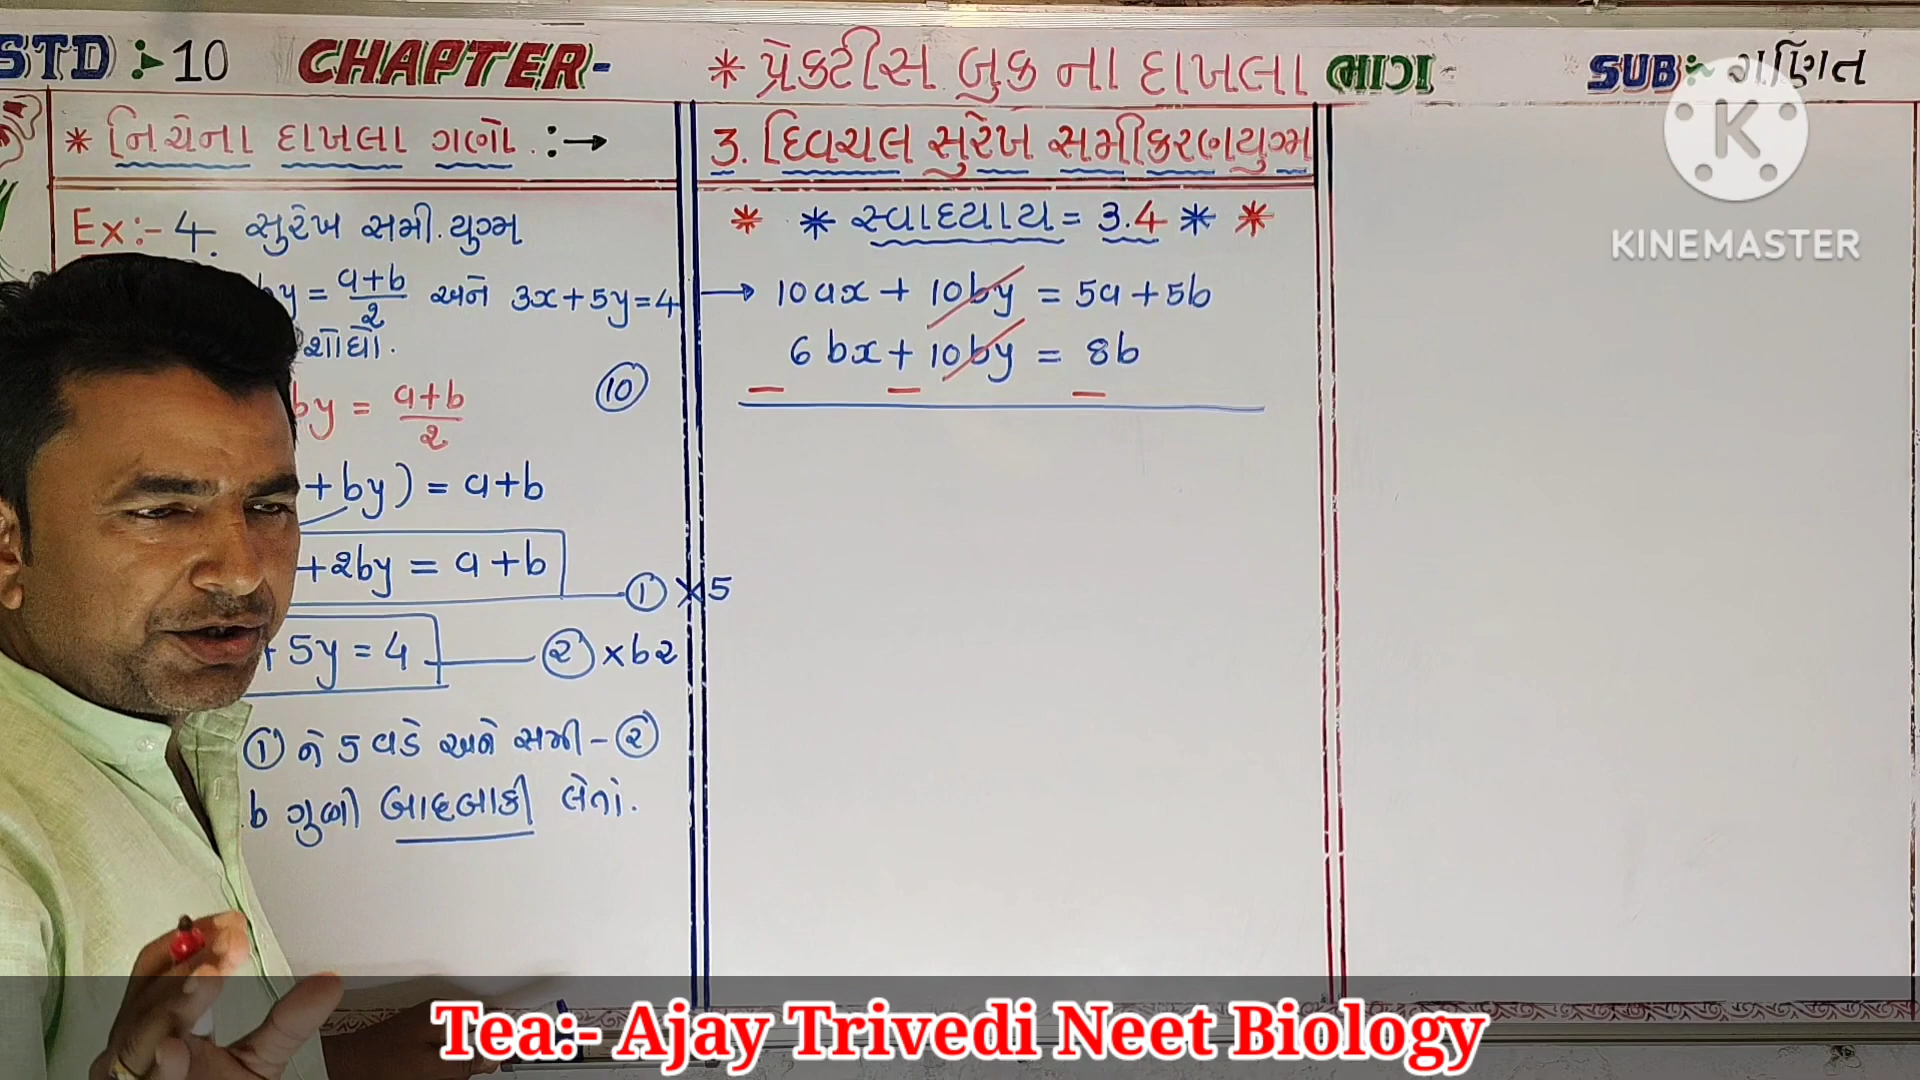 STD :- 10 CHAPTER- * પ્રેકટીસ બુક ના દાખલા ભાગ - SUB:- ગણિત
* નિચેના દાખલા ગણો :→
Ex:- 4. સુરેખ સમી. યુગ્મ
by = a+b/2 અને 3x+5y=4
શોધો.
by = a+b/2
10
+by) = a+b
+2by = a+b ① ×5
+ 5y = 4 ② ×b2
① ને 5 વડે અને સમી-②
b ગુણી બાદબાકી લેતાં.
3. દ્વિચલ સુરેખ સમીકરણયુગ્મ
* * સ્વાધ્યાય = 3.4 * *
→ 10ax + 10by = 5a+5b
6bx + 10by = 8b
– – –
K
KINEMASTER
Tea:- Ajay Trivedi Neet Biology